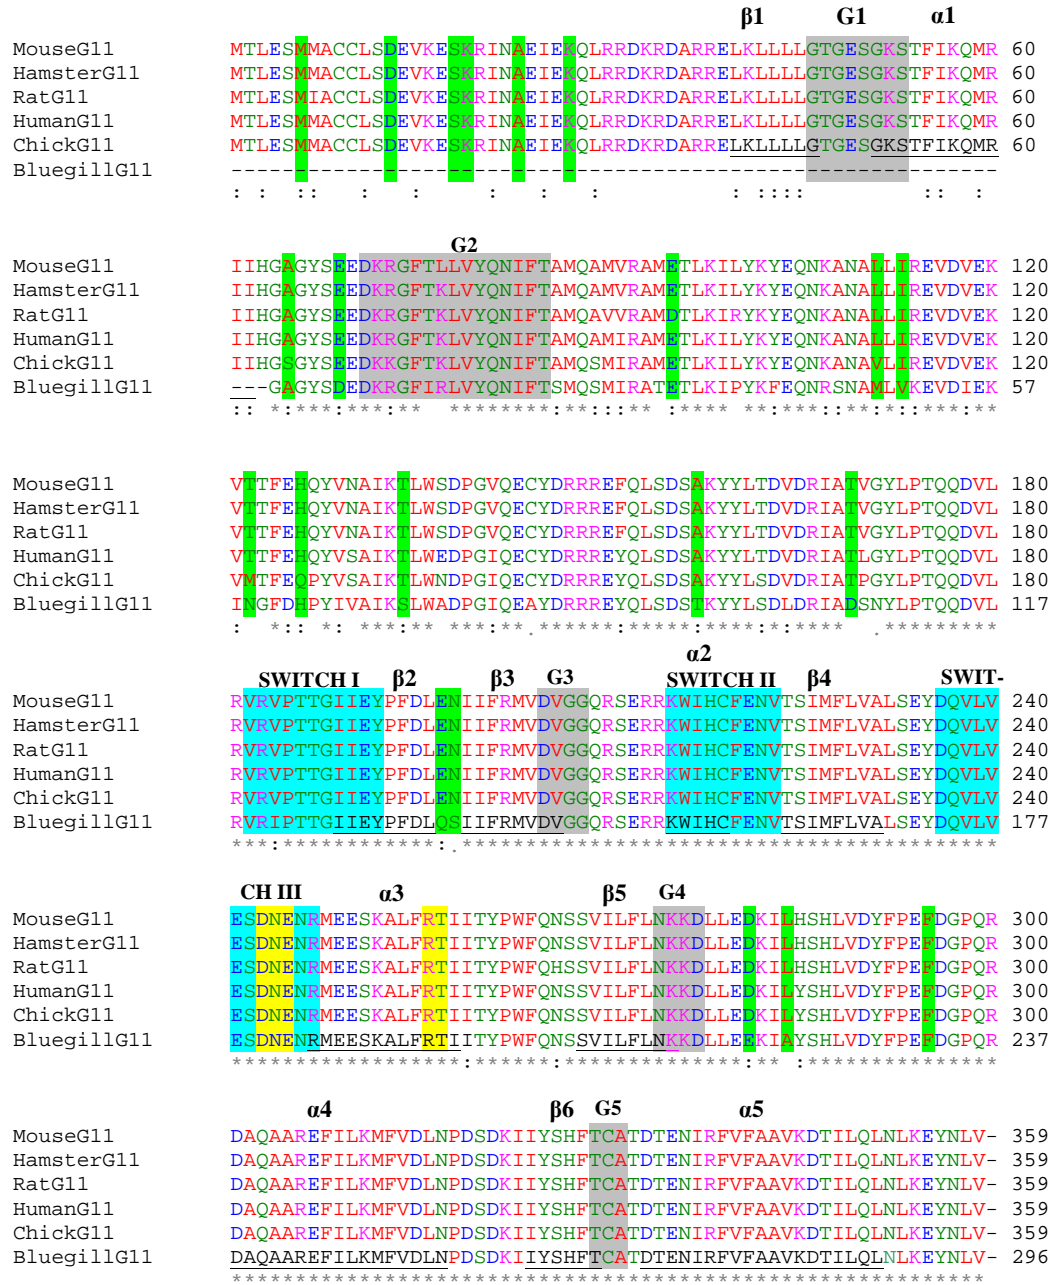 β1 G1 α1
MouseG11 MTLESMMACCLSDEVKESKRINAEIEKQLRRDKRDARRELKLLLLGTGESGKSTFIKQMR 60
HamsterG11 MTLESMMACCLSDEVKESKRINAEIEKQLRRDKRDARRELKLLLLGTGESGKSTFIKQMR 60
RatG11 MTLESMIACCLSDEVKESKRINAEIEKQLRRDKRDARRELKLLLLGTGESGKSTFIKQMR 60
HumanG11 MTLESMMACCLSDEVKESKRINAEIEKQLRRDKRDARRELKLLLLGTGESGKSTFIKQMR 60
ChickG11 MTLESMMACCLSDEVKESKRINAEIEKQLRRDKRDARRELKLLLLGTGESGKSTFIKQMR 60
BluegillG11 ------------------------------------------------------------
: : : : : : : : : :::: : :
G2
MouseG11 IIHGAGYSEEDKRGFTLLVYQNIFTAMQAMVRAMETLKILYKYEQNKANALLIREVDVEK 120
HamsterG11 IIHGAGYSEEDKRGFTKLVYQNIFTAMQAMVRAMETLKILYKYEQNKANALLIREVDVEK 120
RatG11 IIHGAGYSEEDKRGFTKLVYQNIFTAMQAVVRAMDTLKIRYKYEQNKANALLIREVDVEK 120
HumanG11 IIHGAGYSEEDKRGFTKLVYQNIFTAMQAMIRAMETLKILYKYEQNKANALLIREVDVEK 120
ChickG11 IIHGSGYSEEDKRGFTKLVYQNIFTAMQSMIRAMETLKILYKYEQNKANAVLIREVDVEK 120
BluegillG11 ---GAGYSDEDKRGFIRLVYQNIFTSMQSMIRATETLKIPYKFEQNRSNAMLVKEVDIEK 57
:: *:***:****** ********:**:::** :**** **:***::**:*::***:**
MouseG11 VTTFEHQYVNAIKTLWSDPGVQECYDRRREFQLSDSAKYYLTDVDRIATVGYLPTQQDVL 180
HamsterG11 VTTFEHQYVNAIKTLWSDPGVQECYDRRREFQLSDSAKYYLTDVDRIATVGYLPTQQDVL 180
RatG11 VTTFEHQYVNAIKTLWSDPGVQECYDRRREFQLSDSAKYYLTDVDRIATVGYLPTQQDVL 180
HumanG11 VTTFEHQYVSAIKTLWEDPGIQECYDRRREYQLSDSAKYYLTDVDRIATLGYLPTQQDVL 180
ChickG11 VMTFEQPYVSAIKTLWNDPGIQECYDRRREYQLSDSAKYYLSDVDRIATPGYLPTQQDVL 180
BluegillG11 INGFDHPYIVAIKSLWADPGIQEAYDRRREYQLSDSTKYYLSDLDRIADSNYLPTQQDVL 117
: *:: *: ***:** ***:**.******:*****:****:*:**** .*********
α2
SWITCH I β2 β3 G3 SWITCH II β4 SWIT-
MouseG11 RVRVPTTGIIEYPFDLENIIFRMVDVGGQRSERRKWIHCFENVTSIMFLVALSEYDQVLV 240
HamsterG11 RVRVPTTGIIEYPFDLENIIFRMVDVGGQRSERRKWIHCFENVTSIMFLVALSEYDQVLV 240
RatG11 RVRVPTTGIIEYPFDLENIIFRMVDVGGQRSERRKWIHCFENVTSIMFLVALSEYDQVLV 240
HumanG11 RVRVPTTGIIEYPFDLENIIFRMVDVGGQRSERRKWIHCFENVTSIMFLVALSEYDQVLV 240
ChickG11 RVRVPTTGIIEYPFDLENIIFRMVDVGGQRSERRKWIHCFENVTSIMFLVALSEYDQVLV 240
BluegillG11 RVRIPTTGIIEYPFDLQSIIFRMVDVGGQRSERRKWIHCFENVTSIMFLVALSEYDQVLV 177
***:************:.******************************************
CH III α3 β5 G4
MouseG11 ESDNENRMEESKALFRTIITYPWFQNSSVILFLNKKDLLEDKILHSHLVDYFPEFDGPQR 300
HamsterG11 ESDNENRMEESKALFRTIITYPWFQNSSVILFLNKKDLLEDKILHSHLVDYFPEFDGPQR 300
RatG11 ESDNENRMEESKALFRTIITYPWFQHSSVILFLNKKDLLEDKILHSHLVDYFPEFDGPQR 300
HumanG11 ESDNENRMEESKALFRTIITYPWFQNSSVILFLNKKDLLEDKILYSHLVDYFPEFDGPQR 300
ChickG11 ESDNENRMEESKALFRTIITYPWFQNSSVILFLNKKDLLEDKILYSHLVDYFPEFDGPQR 300
BluegillG11 ESDNENRMEESKALFRTIITYPWFQNSSVILFLNKKDLLEEKIAYSHLVDYFPEFDGPQR 237
******************:******:**************:** :***************
α4 β6 G5 α5
MouseG11 DAQAAREFILKMFVDLNPDSDKIIYSHFTCATDTENIRFVFAAVKDTILQLNLKEYNLV- 359
HamsterG11 DAQAAREFILKMFVDLNPDSDKIIYSHFTCATDTENIRFVFAAVKDTILQLNLKEYNLV- 359
RatG11 DAQAAREFILKMFVDLNPDSDKIIYSHFTCATDTENIRFVFAAVKDTILQLNLKEYNLV- 359
HumanG11 DAQAAREFILKMFVDLNPDSDKIIYSHFTCATDTENIRFVFAAVKDTILQLNLKEYNLV- 359
ChickG11 DAQAAREFILKMFVDLNPDSDKIIYSHFTCATDTENIRFVFAAVKDTILQLNLKEYNLV- 359
BluegillG11 DAQAAREFILKMFVDLNPDSDKIIYSHFTCATDTENIRFVFAAVKDTILQLNLKEYNLV- 296
************************************************************